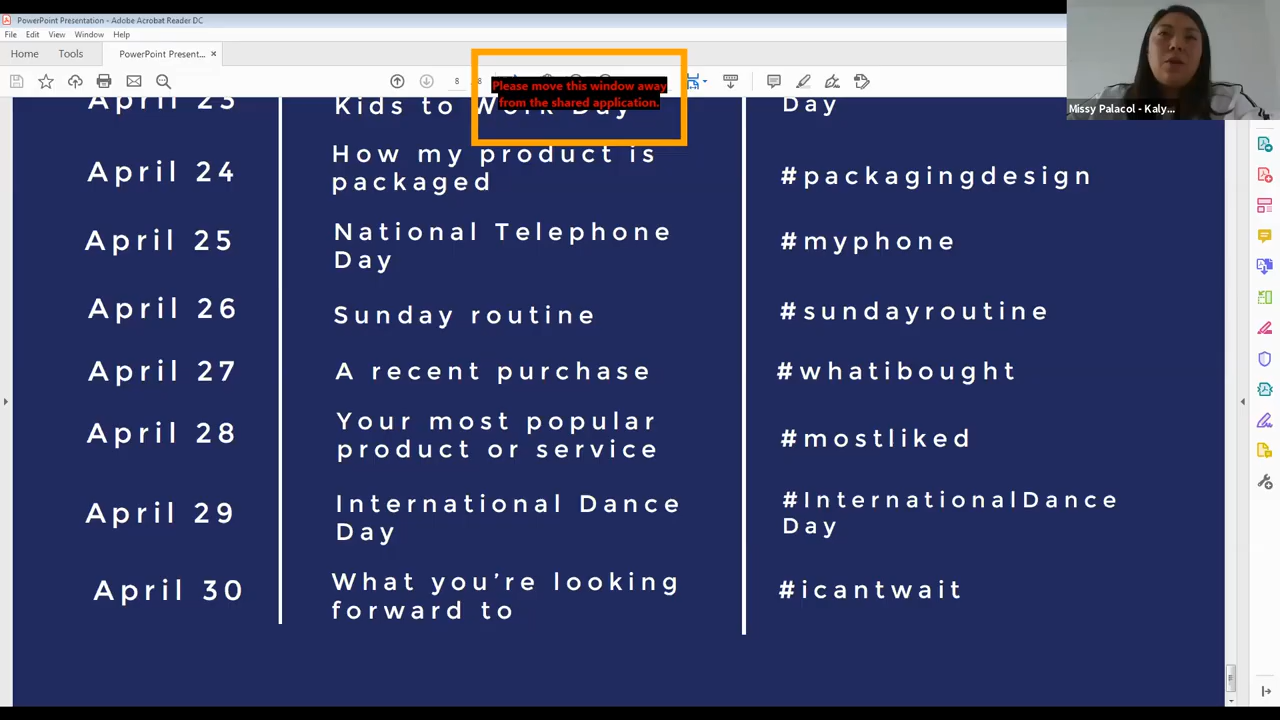 PowerPoint Presentation - Adobe Acrobat Reader DC
File Edit View Window Help
Home Tools PowerPoint Present... ×
8
Please move this window away
from the shared application.
Missy Palacol - Kaly...
April 23
Kids to Work Day
Day
April 24
How my product is
packaged
#packagingdesign
April 25
National Telephone
Day
#myphone
April 26
Sunday routine
#sundayroutine
April 27
A recent purchase
#whatibought
April 28
Your most popular
product or service
#mostliked
April 29
International Dance
Day
#InternationalDance
Day
April 30
What you’re looking
forward to
#icantwait